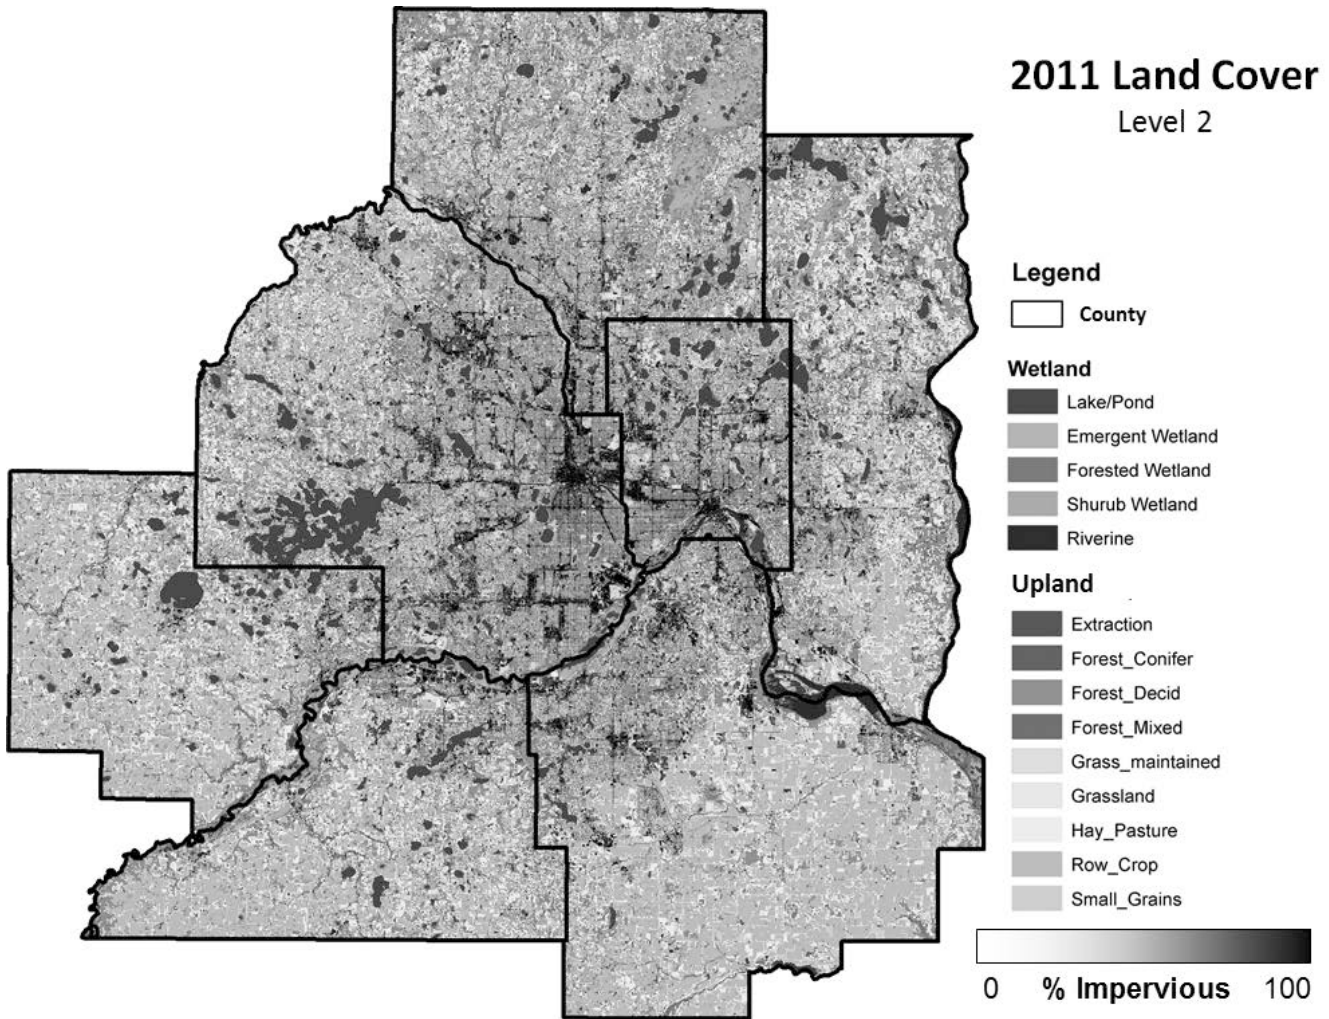 2011 Land Cover
Level 2
Legend
County
Wetland
Lake/Pond
Emergent Wetland
Forested Wetland
Shurub Wetland
Riverine
Upland
Extraction
Forest_Conifer
Forest_Decid
Forest_Mixed
Grass_maintained
Grassland
Hay_Pasture
Row_Crop
Small_Grains
0 % Impervious 100